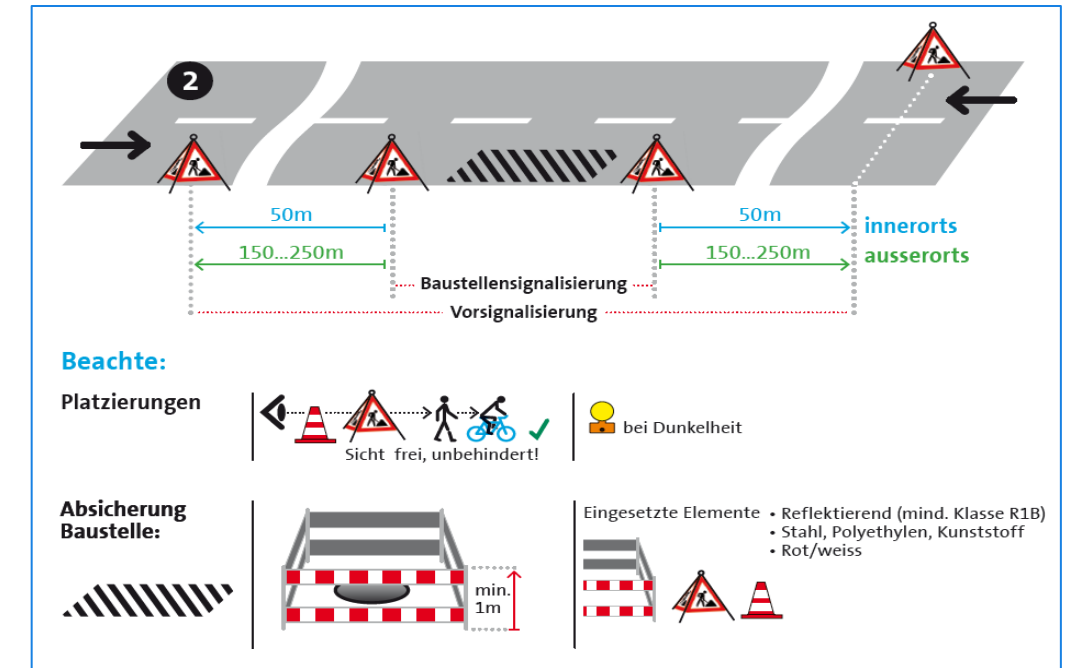 2
50m
50m
innerorts
150...250m
150...250m
ausserorts
Baustellensignalisierung
Vorsignalisierung
Beachte:
Platzierungen
Sicht frei, unbehindert!
bei Dunkelheit
Absicherung
Baustelle:
min.
1m
Eingesetzte Elemente
• Reflektierend (mind. Klasse R1B)
• Stahl, Polyethylen, Kunststoff
• Rot/weiss